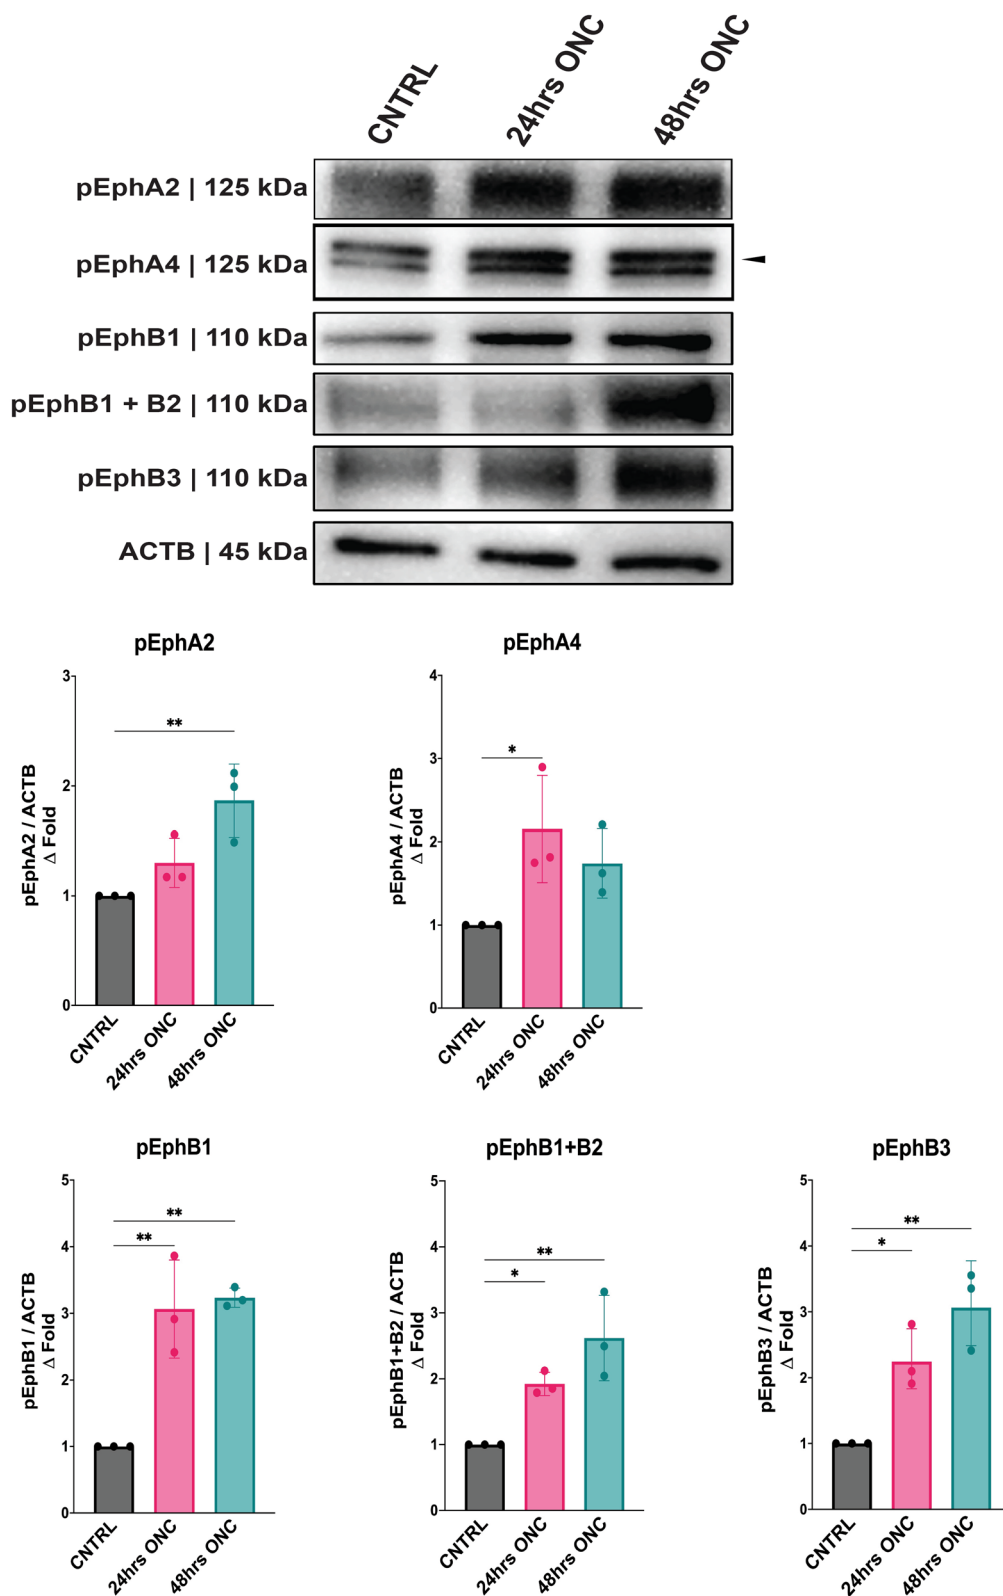 CNTRL
24hrs ONC
48hrs ONC
pEphA2 | 125 kDa
pEphA4 | 125 kDa
pEphB1 | 110 kDa
pEphB1 + B2 | 110 kDa
pEphB3 | 110 kDa
ACTB | 45 kDa
pEphA2
pEphA2 / ACTB
Δ Fold
3
2
1
0
**
CNTRL
24hrs ONC
48hrs ONC
pEphA4
pEphA4 / ACTB
Δ Fold
4
3
2
1
0
*
CNTRL
24hrs ONC
48hrs ONC
pEphB1
pEphB1 / ACTB
Δ Fold
5
4
3
2
1
0
**
**
CNTRL
24hrs ONC
48hrs ONC
pEphB1+B2
pEphB1+B2 / ACTB
Δ Fold
5
4
3
2
1
0
**
*
CNTRL
24hrs ONC
48hrs ONC
pEphB3
pEphB3 / ACTB
Δ Fold
5
4
3
2
1
0
**
*
CNTRL
24hrs ONC
48hrs ONC